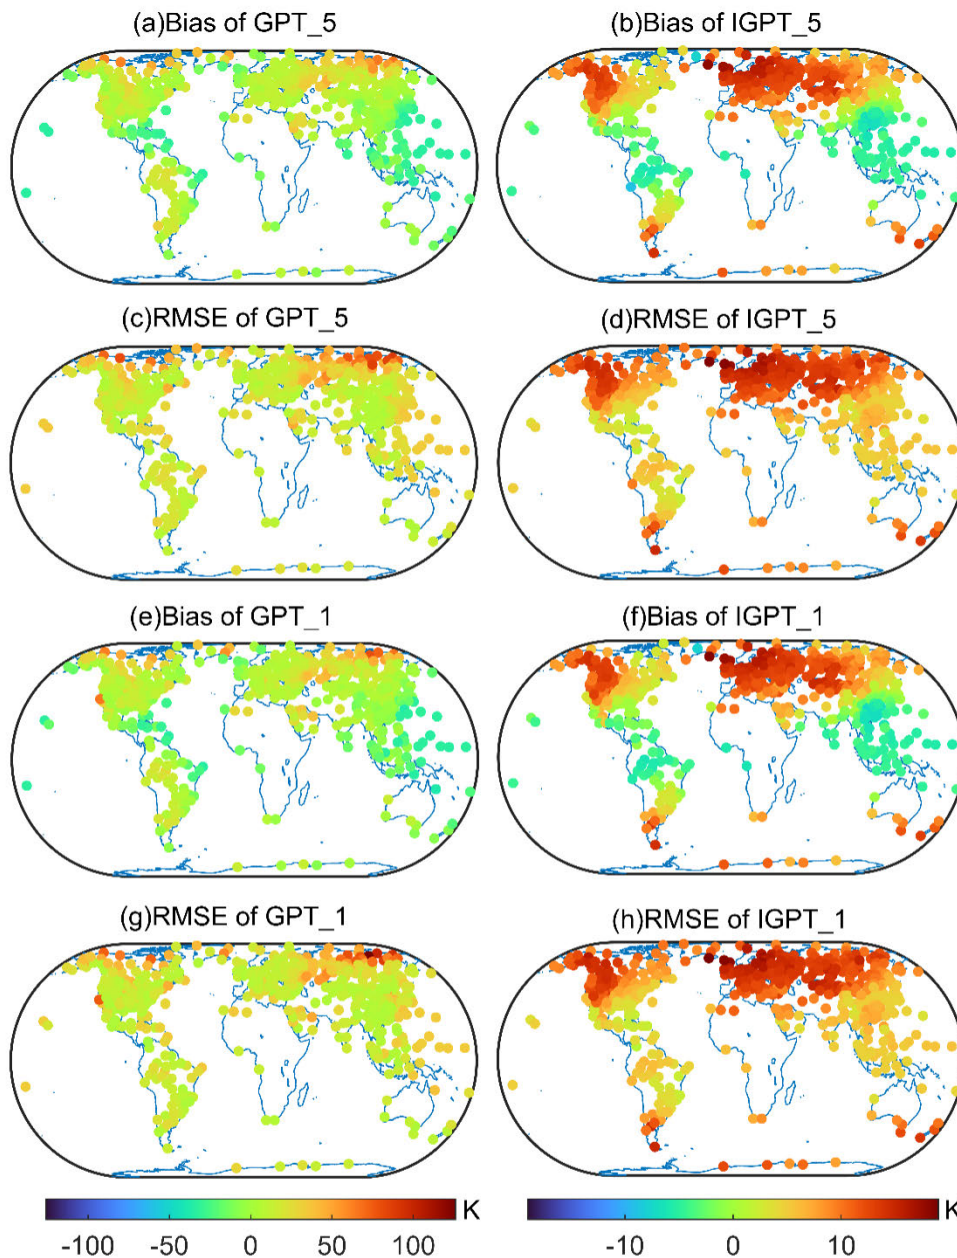 (a)Bias of GPT_5
(b)Bias of IGPT_5
(c)RMSE of GPT_5
(d)RMSE of IGPT_5
(e)Bias of GPT_1
(f)Bias of IGPT_1
(g)RMSE of GPT_1
(h)RMSE of IGPT_1
K
K
-100 -50 0 50 100
-10 0 10